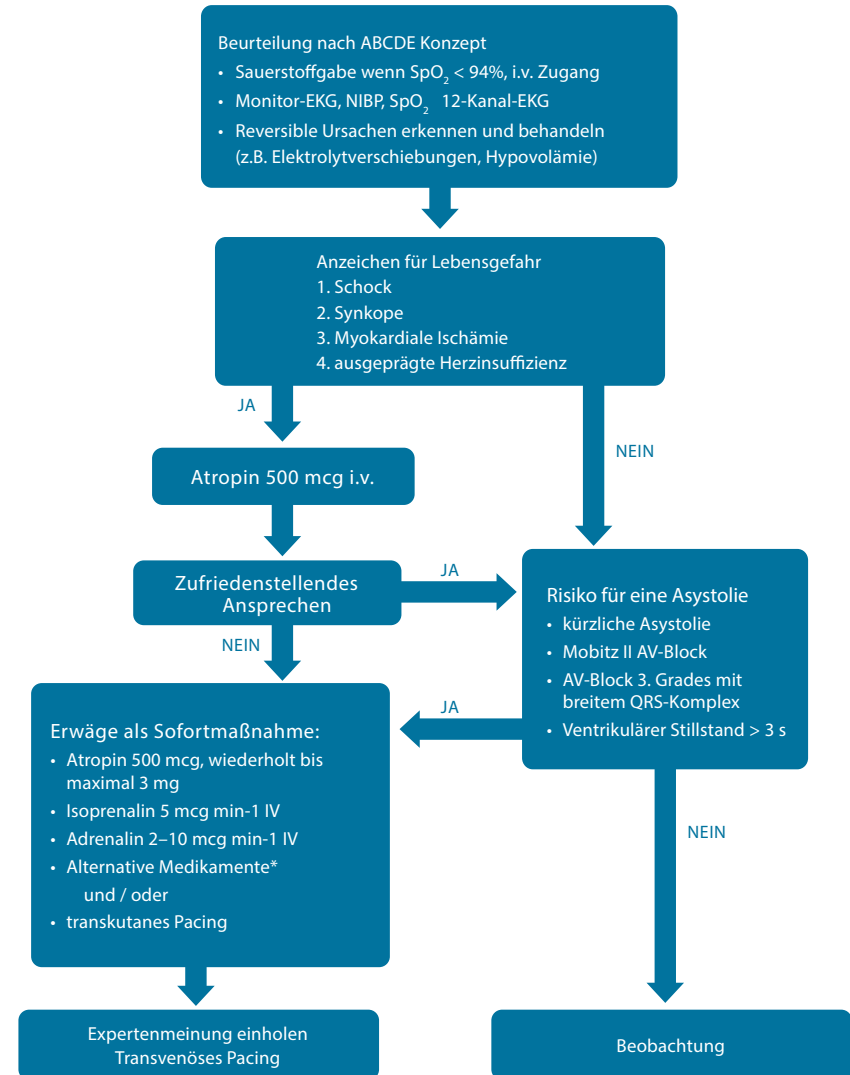 Beurteilung nach ABCDE Konzept
• Sauerstoffgabe wenn SpO₂ < 94%, i.v. Zugang
• Monitor-EKG, NIBP, SpO₂ 12-Kanal-EKG
• Reversible Ursachen erkennen und behandeln
(z.B. Elektrolytverschiebungen, Hypovolämie)
Anzeichen für Lebensgefahr
1. Schock
2. Synkope
3. Myokardiale Ischämie
4. ausgeprägte Herzinsuffizienz
JA
NEIN
Atropin 500 mcg i.v.
Zufriedenstellendes
Ansprechen
JA
NEIN
Risiko für eine Asystolie
• kürzliche Asystolie
• Mobitz II AV-Block
• AV-Block 3. Grades mit
breitem QRS-Komplex
• Ventrikulärer Stillstand > 3 s
JA
NEIN
Erwäge als Sofortmaßnahme:
• Atropin 500 mcg, wiederholt bis
maximal 3 mg
• Isoprenalin 5 mcg min-1 IV
• Adrenalin 2–10 mcg min-1 IV
• Alternative Medikamente*
und / oder
• transkutanes Pacing
Expertenmeinung einholen
Transvenöses Pacing
Beobachtung